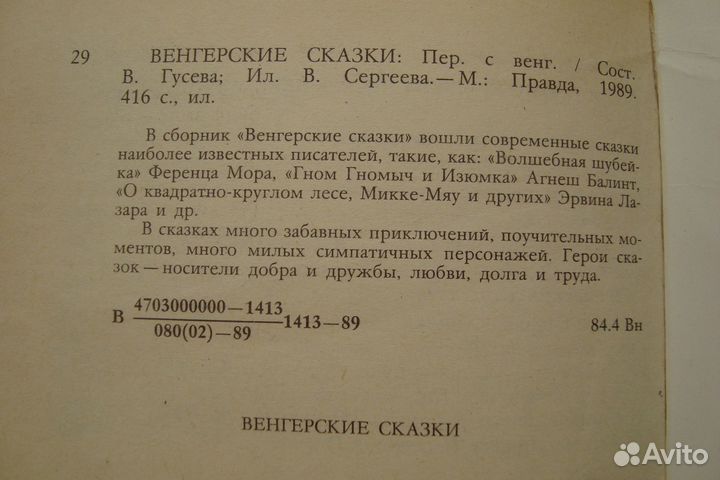 29 ВЕНГЕРСКИЕ СКАЗКИ: Пер. с венг. / Сост.
В. Гусева; Ил. В. Сергеева.—М.: Правда, 1989.
416 с., ил.
В сборник «Венгерские сказки» вошли современные сказки
наиболее известных писателей, такие, как: «Волшебная шубей-
ка» Ференца Мора, «Гном Гномыч и Изюмка» Агнеш Балинт,
«О квадратно-круглом лесе, Микке-Мяу и других» Эрвина Ла-
зара и др.
В сказках много забавных приключений, поучительных мо-
ментов, много милых симпатичных персонажей. Герои ска-
зок—носители добра и дружбы, любви, долга и труда.
4703000000—1413
В 1413—89 84.4 Вн
080(02)—89
ВЕНГЕРСКИЕ СКАЗКИ
Avito